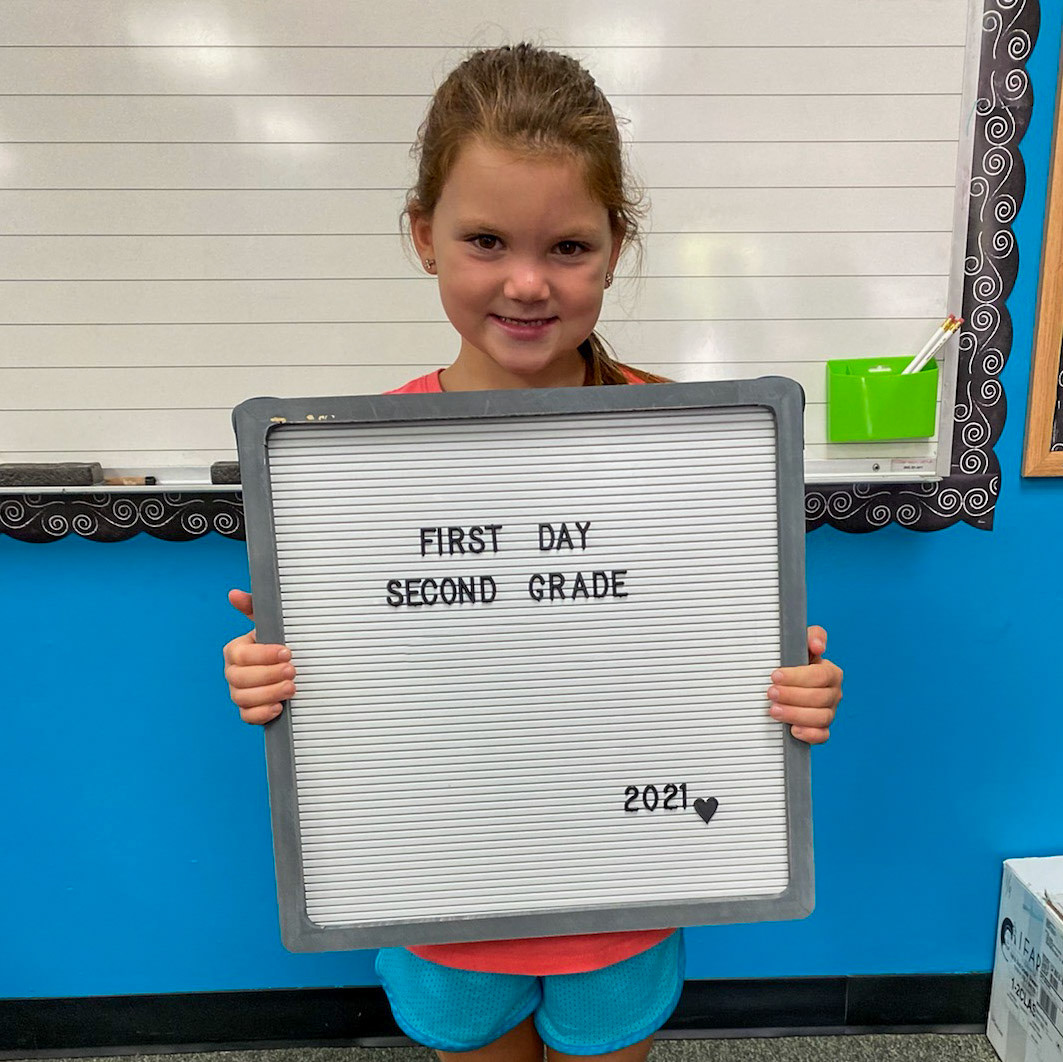 FIRST DAY
SECOND GRADE
2021